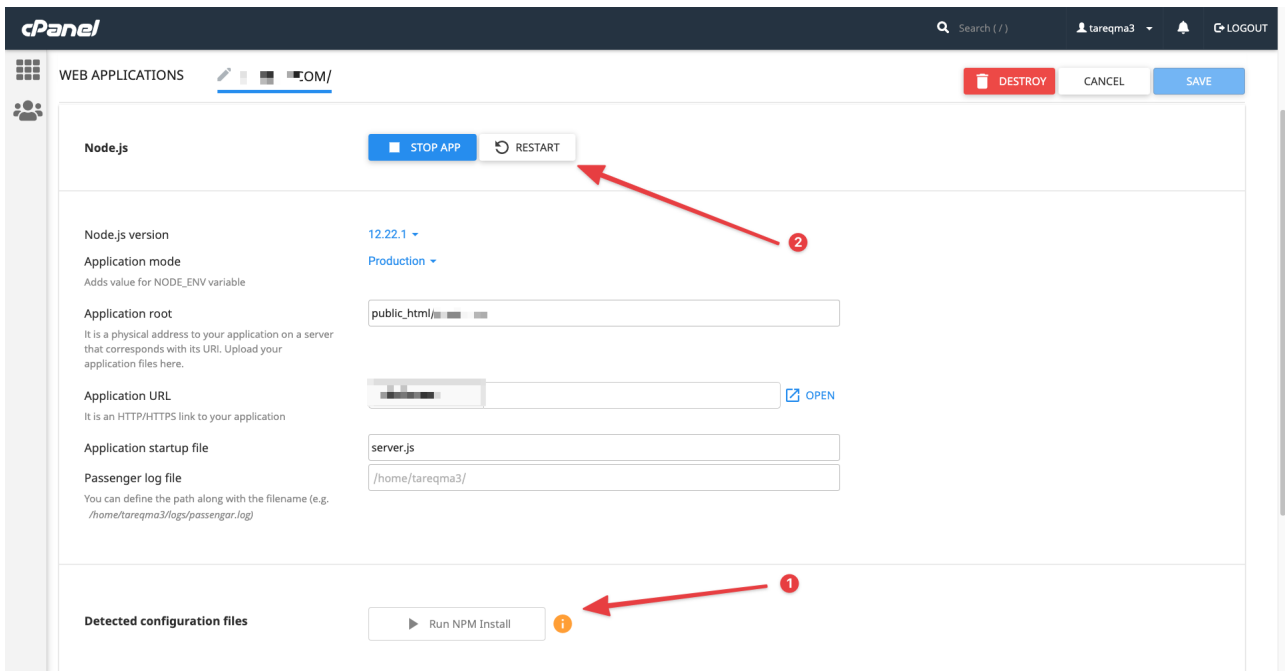 cPanel
Search ( / )
tareqma3
LOGOUT
WEB APPLICATIONS
COM/
DESTROY
CANCEL
SAVE
Node.js
STOP APP
RESTART
2
Node.js version
12.22.1
Application mode
Production
Adds value for NODE_ENV variable
Application root
public_html/
It is a physical address to your application on a server
that corresponds with its URI. Upload your
application files here.
Application URL
OPEN
It is an HTTP/HTTPS link to your application
Application startup file
server.js
Passenger log file
/home/tareqma3/
You can define the path along with the filename (e.g.
/home/tareqma3/logs/passengar.log)
1
Detected configuration files
Run NPM Install
i